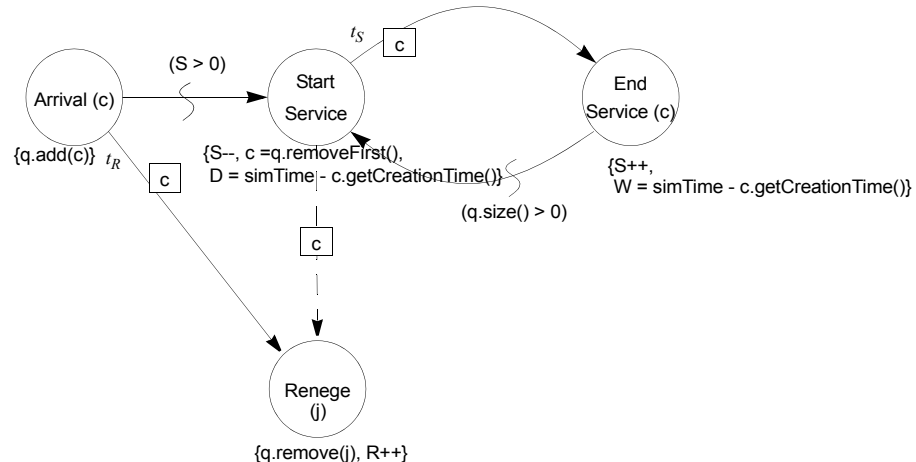 t_S
c
(S > 0)
Arrival (c)
Start
Service
End
Service (c)
{q.add(c)}
t_R
c
{S--, c =q.removeFirst(),
D = simTime - c.getCreationTime()}
{S++,
W = simTime - c.getCreationTime()}
(q.size() > 0)
c
Renege
(j)
{q.remove(j), R++}